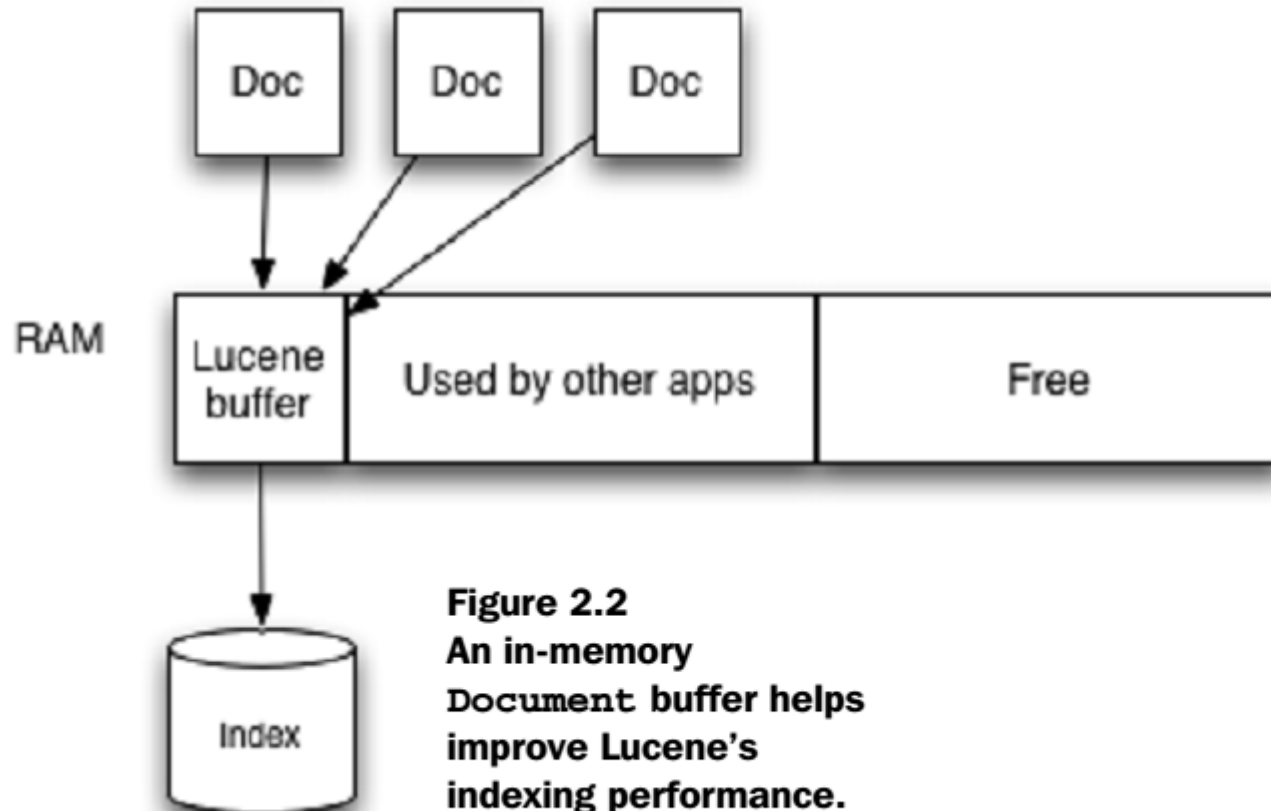 Doc
Doc
Doc
RAM
Lucene
buffer
Used by other apps
Free
Index
Figure 2.2
An in-memory
Document buffer helps
improve Lucene’s
indexing performance.